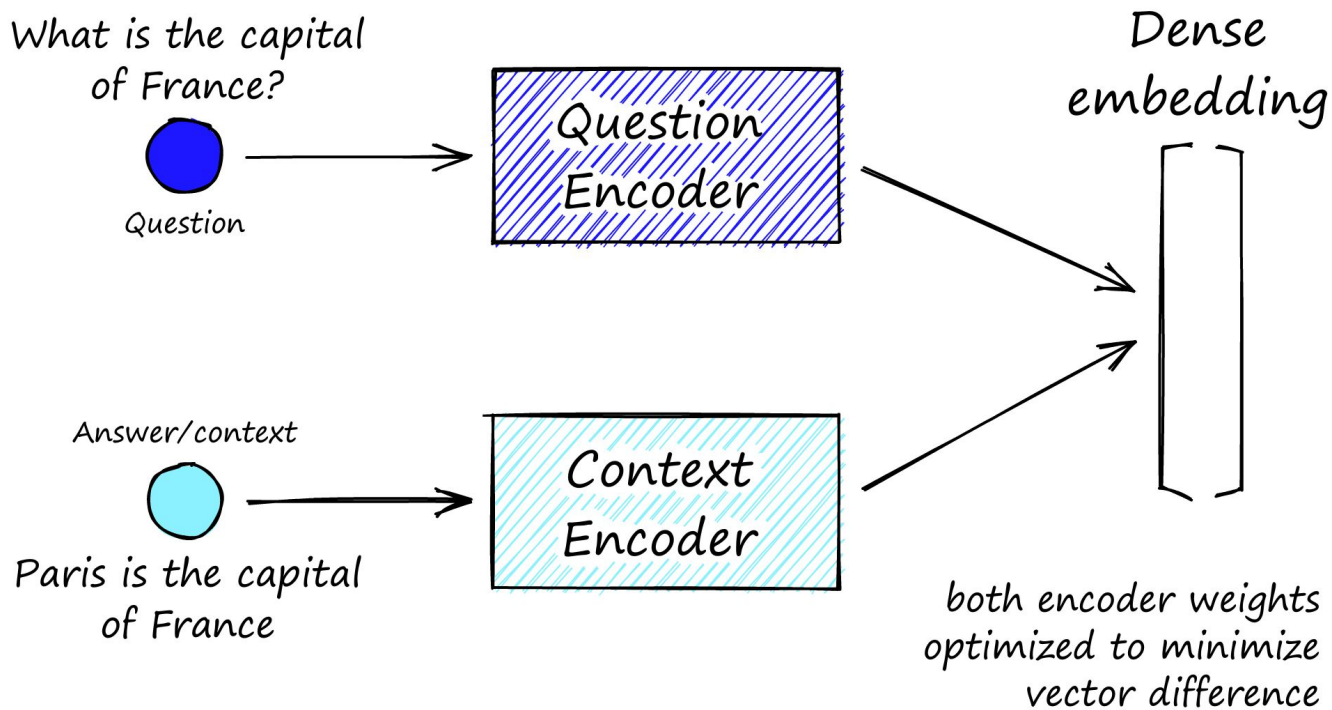 What is the capital
of France?
Question
Question
Encoder
Dense
embedding
Answer/context
Paris is the capital
of France
Context
Encoder
both encoder weights
optimized to minimize
vector difference